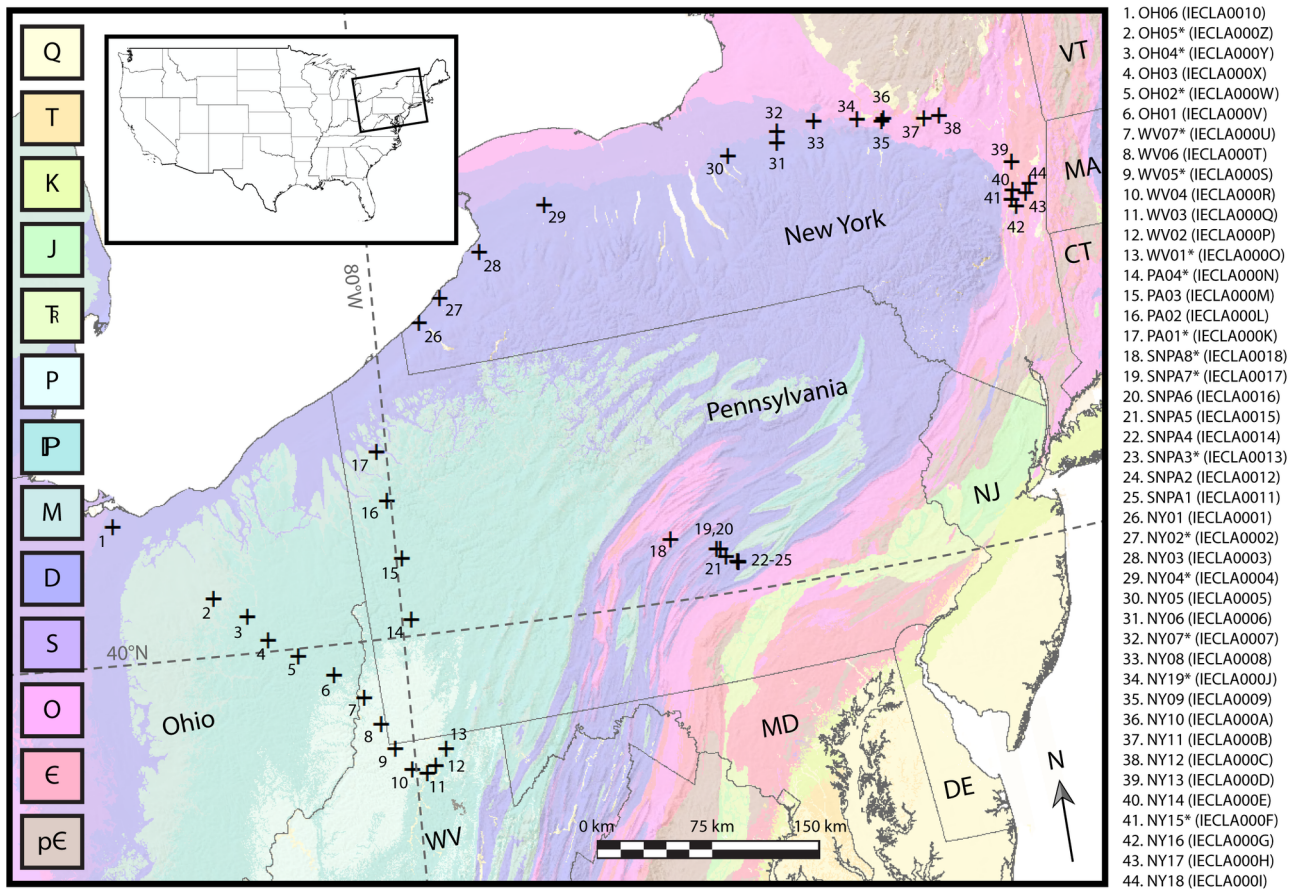 Q
T
K
J
TR
P
IP
M
D
S
O
Є
pЄ
80°W
40°N
VT
MA
CT
New York
Pennsylvania
NJ
Ohio
WV
MD
DE
N
0 km 75 km 150 km
1
2
3
4
5
6
7
8
9
10
11
12
13
14
15
16
17
18
19,20
21
22-25
26
27
28
29
30
31
32
33
34
35
36
37
38
39
40
41
42
43
44
1. OH06 (IECLA0010)
2. OH05* (IECLA000Z)
3. OH04* (IECLA000Y)
4. OH03 (IECLA000X)
5. OH02* (IECLA000W)
6. OH01 (IECLA000V)
7. WV07* (IECLA000U)
8. WV06 (IECLA000T)
9. WV05* (IECLA000S)
10. WV04 (IECLA000R)
11. WV03 (IECLA000Q)
12. WV02 (IECLA000P)
13. WV01* (IECLA000O)
14. PA04* (IECLA000N)
15. PA03 (IECLA000M)
16. PA02 (IECLA000L)
17. PA01* (IECLA000K)
18. SNPA8* (IECLA0018)
19. SNPA7* (IECLA0017)
20. SNPA6 (IECLA0016)
21. SNPA5 (IECLA0015)
22. SNPA4 (IECLA0014)
23. SNPA3* (IECLA0013)
24. SNPA2 (IECLA0012)
25. SNPA1 (IECLA0011)
26. NY01 (IECLA0001)
27. NY02* (IECLA0002)
28. NY03 (IECLA0003)
29. NY04* (IECLA0004)
30. NY05 (IECLA0005)
31. NY06 (IECLA0006)
32. NY07* (IECLA0007)
33. NY08 (IECLA0008)
34. NY19* (IECLA000J)
35. NY09 (IECLA0009)
36. NY10 (IECLA000A)
37. NY11 (IECLA000B)
38. NY12 (IECLA000C)
39. NY13 (IECLA000D)
40. NY14 (IECLA000E)
41. NY15* (IECLA000F)
42. NY16 (IECLA000G)
43. NY17 (IECLA000H)
44. NY18 (IECLA000I)